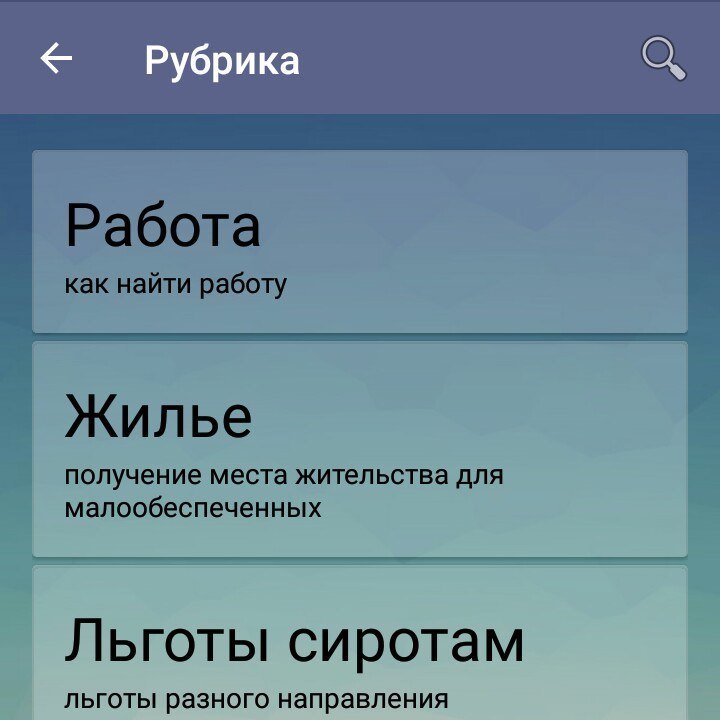 Рубрика
Работа
как найти работу
Жилье
получение места жительства для
малообеспеченных
Льготы сиротам
льготы разного направления